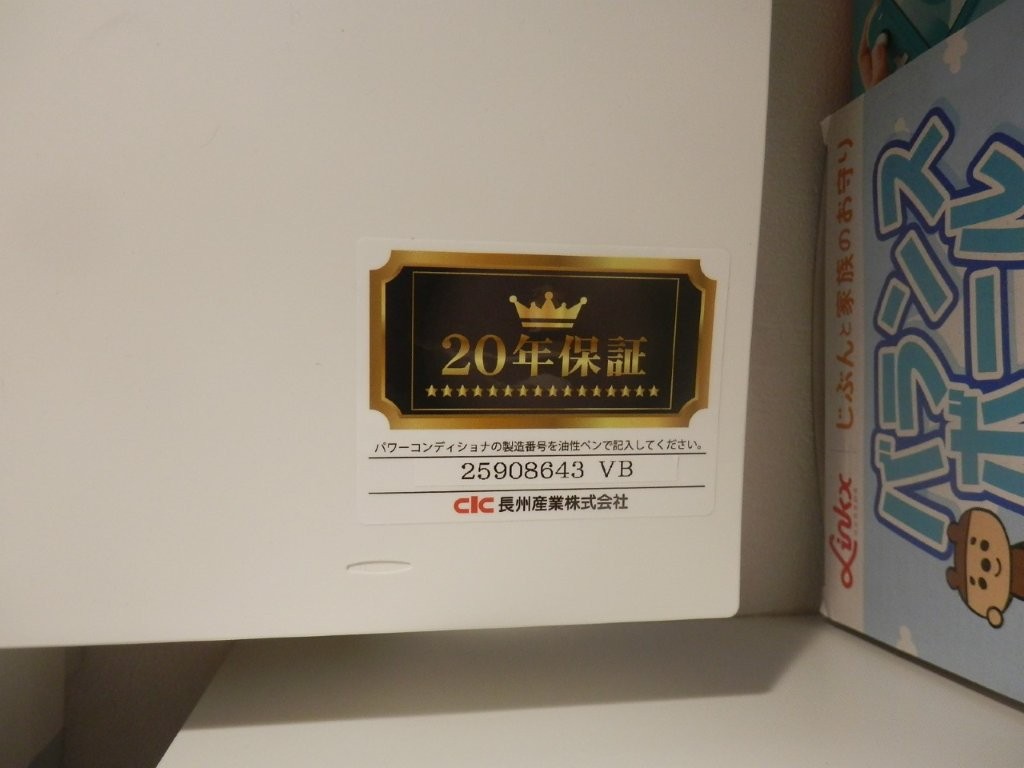 20年保証
パワーコンディショナの製造番号を油性ペンで記入してください。
25908643 VB
CIC 長州産業株式会社
じぶんと家族のお守り
Linkx
バランス
ボール